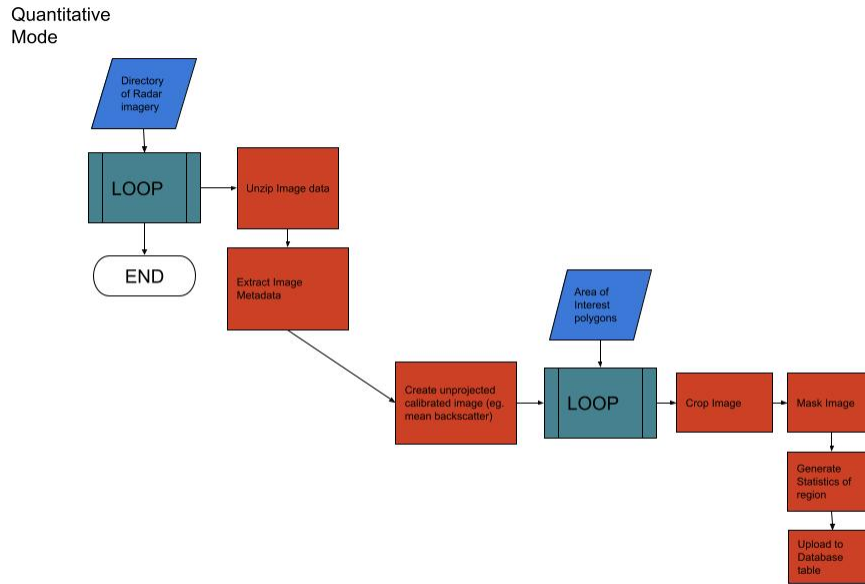 Quantitative
Mode
Directory
of Radar
imagery
LOOP
Unzip Image data
END
Extract Image
Metadata
Area of
Interest
polygons
Create unprojected
calibrated image (eg.
mean backscatter)
LOOP
Crop Image
Mask Image
Generate
Statistics of
region
Upload to
Database
table